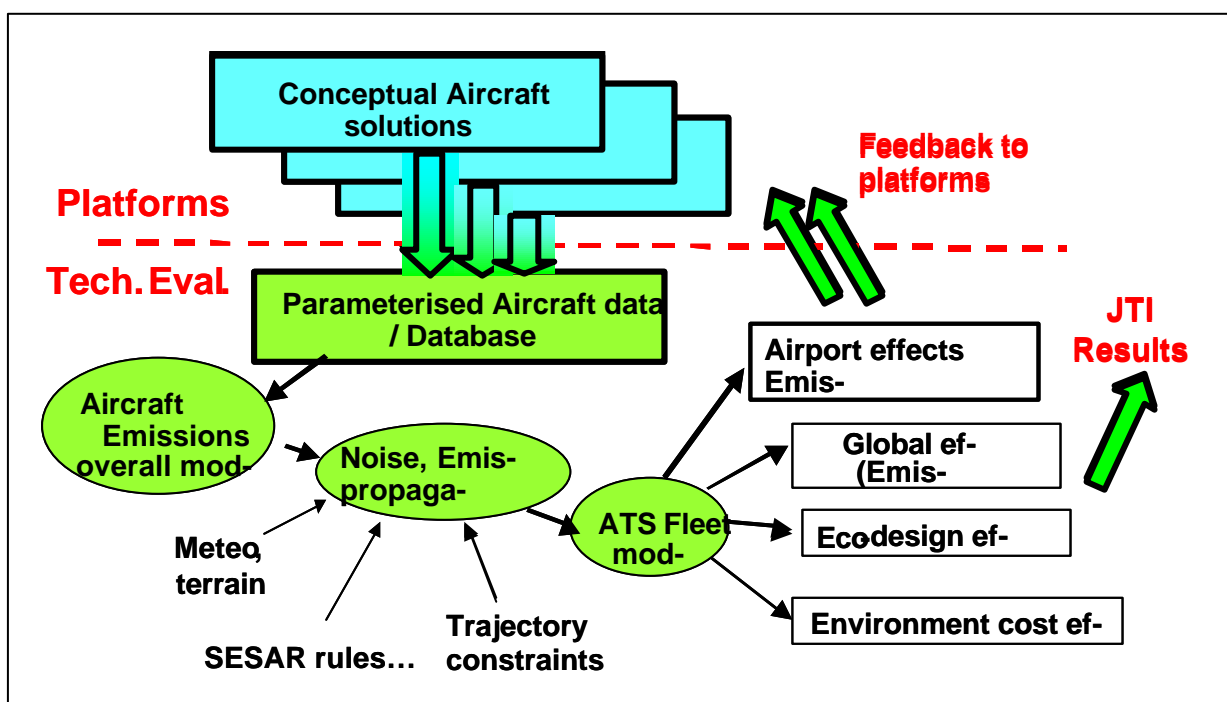 Conceptual Aircraft
solutions
Feedback to
platforms
Platforms
Tech. Eval.
Parameterised Aircraft data
/ Database
JTI
Results
Airport effects
Emis-
Aircraft
Emissions
overall mod-
Global ef-
(Emis-
Noise, Emis-
propaga-
ATS Fleet
mod-
Eco-design ef-
Meteo,
terrain
Trajectory
constraints
Environment cost ef-
SESAR rules…